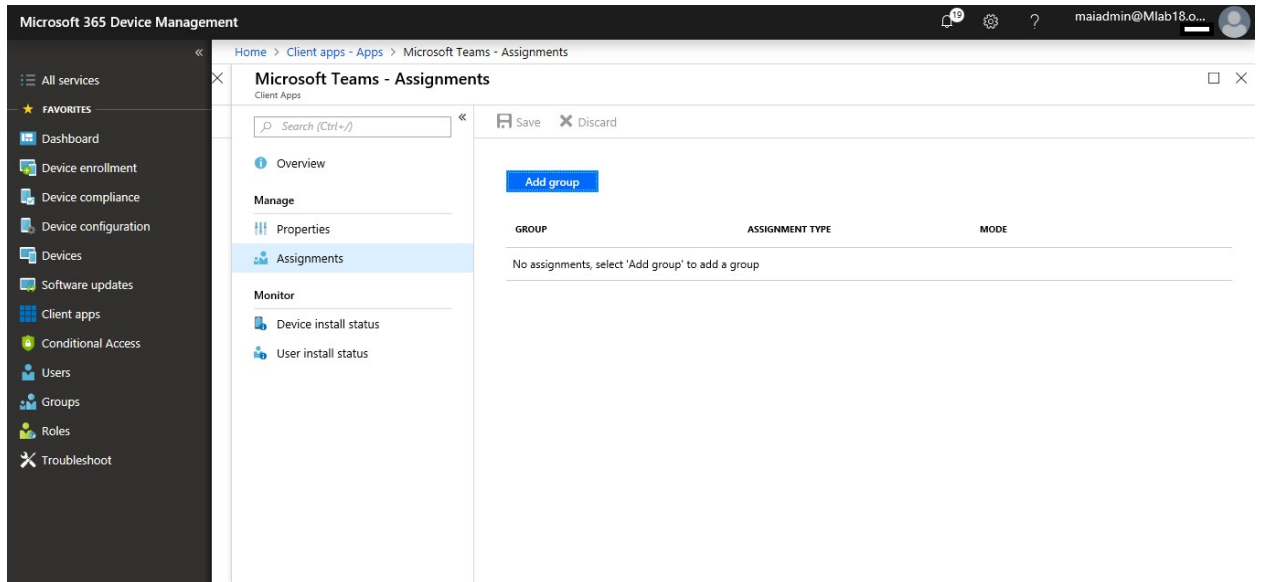 Microsoft 365 Device Management
19
?
maiadmin@Mlab18.o...
«
Home > Client apps - Apps > Microsoft Teams - Assignments
All services
FAVORITES
Dashboard
Device enrollment
Device compliance
Device configuration
Devices
Software updates
Client apps
Conditional Access
Users
Groups
Roles
Troubleshoot
Microsoft Teams - Assignments
Client Apps
Search (Ctrl+/)
«
Overview
Manage
Properties
Assignments
Monitor
Device install status
User install status
Save Discard
Add group
GROUP ASSIGNMENT TYPE MODE
No assignments, select 'Add group' to add a group